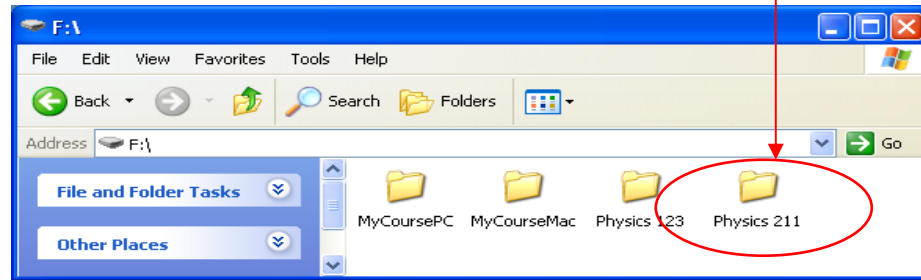 F:\
File Edit View Favorites Tools Help
Back Search Folders
Address F:\ Go
File and Folder Tasks
MyCoursePC MyCourseMac Physics 123 Physics 211
Other Places